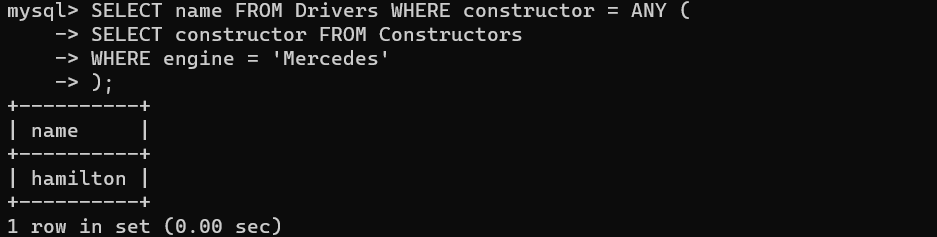 mysql> SELECT name FROM Drivers WHERE constructor = ANY (
    -> SELECT constructor FROM Constructors
    -> WHERE engine = 'Mercedes'
    -> );
+----------+
| name     |
+----------+
| hamilton |
+----------+
1 row in set (0.00 sec)